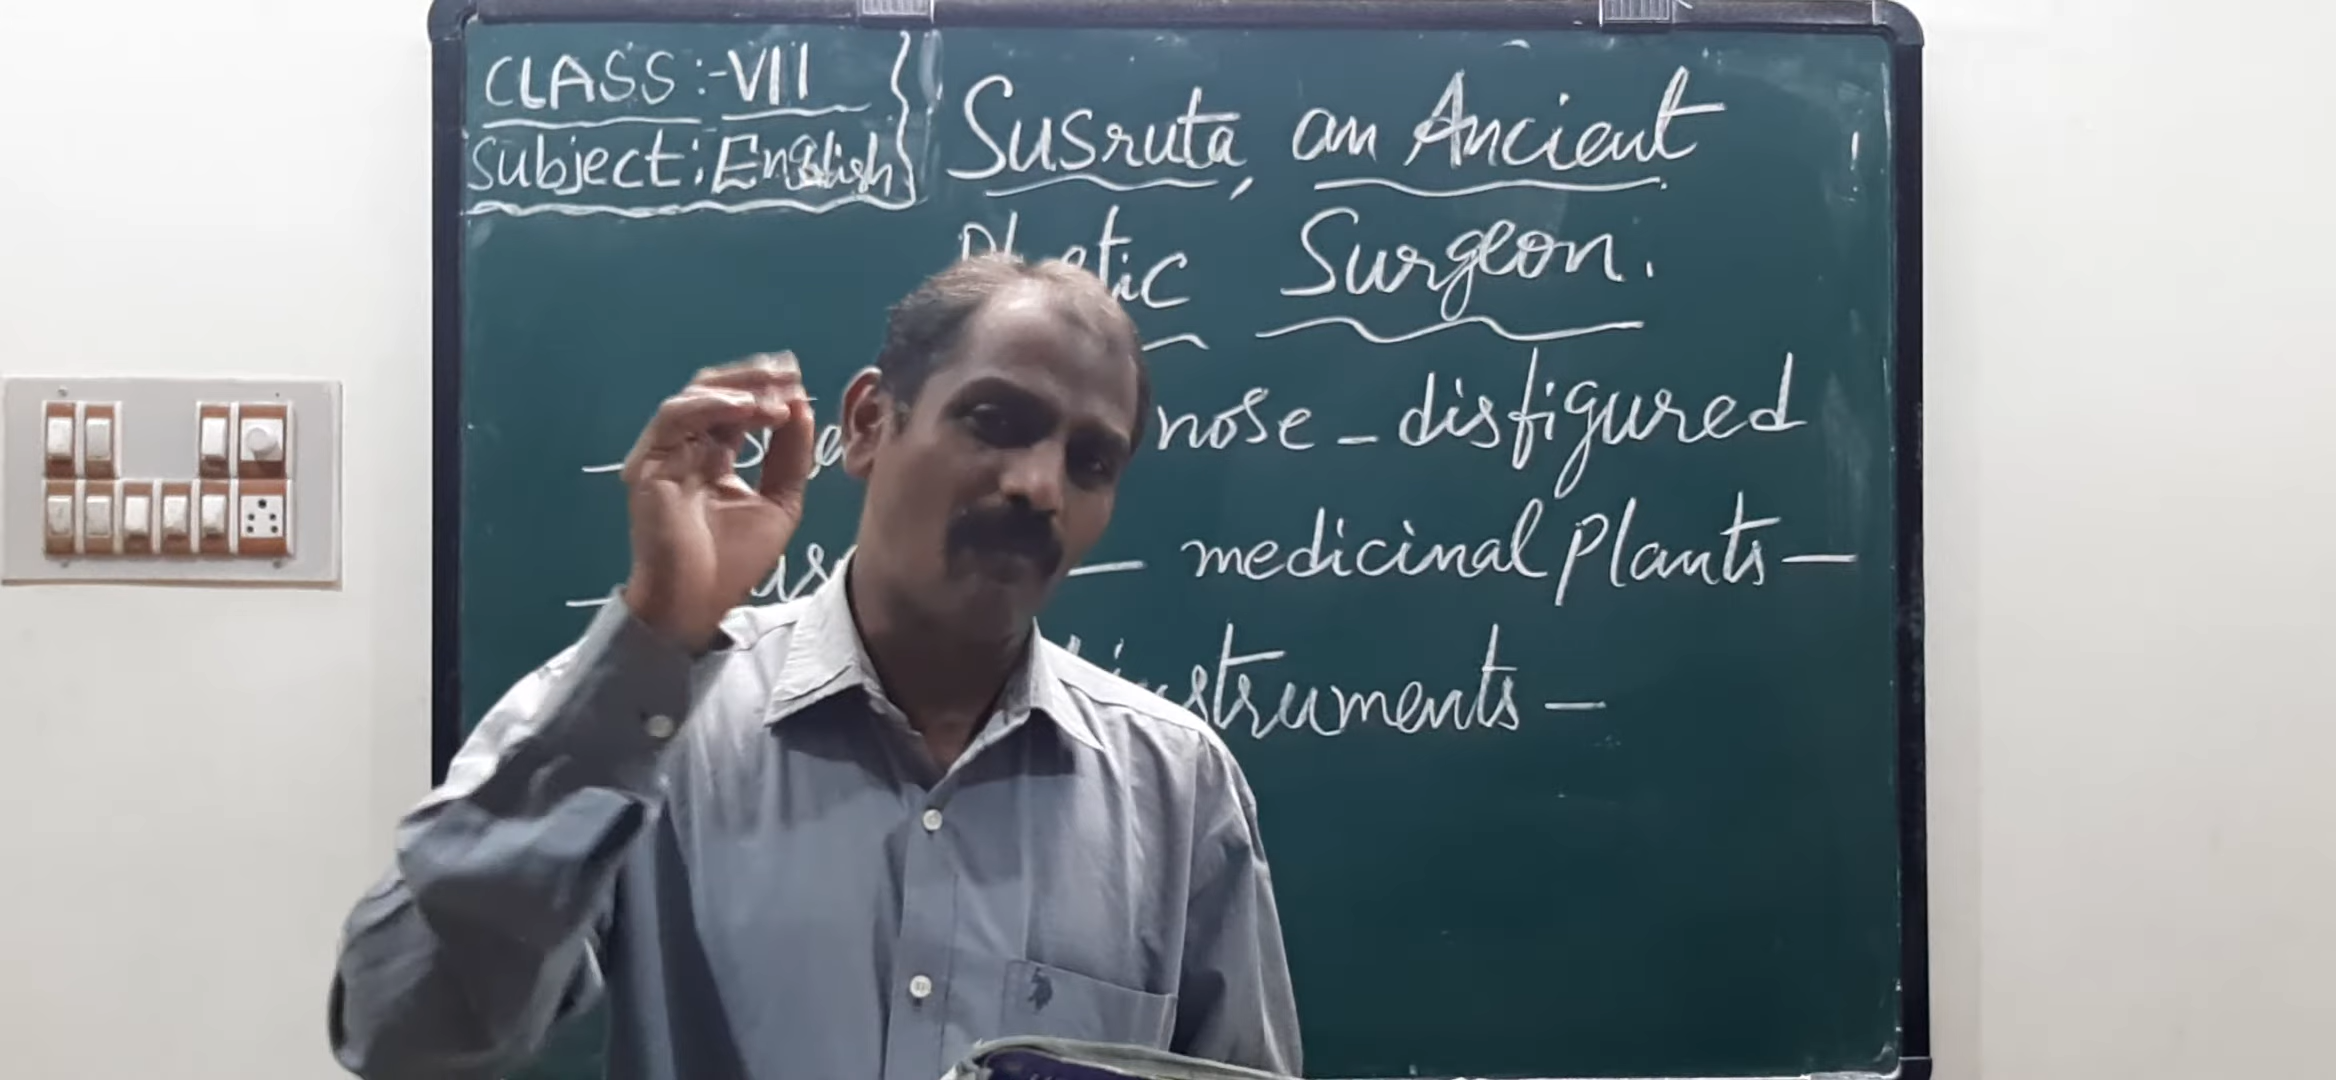 CLASS:-VII
Subject: English
Susruta, an Ancient
Surgeon.
nose - disfigured
- medicinal plants -
instruments -